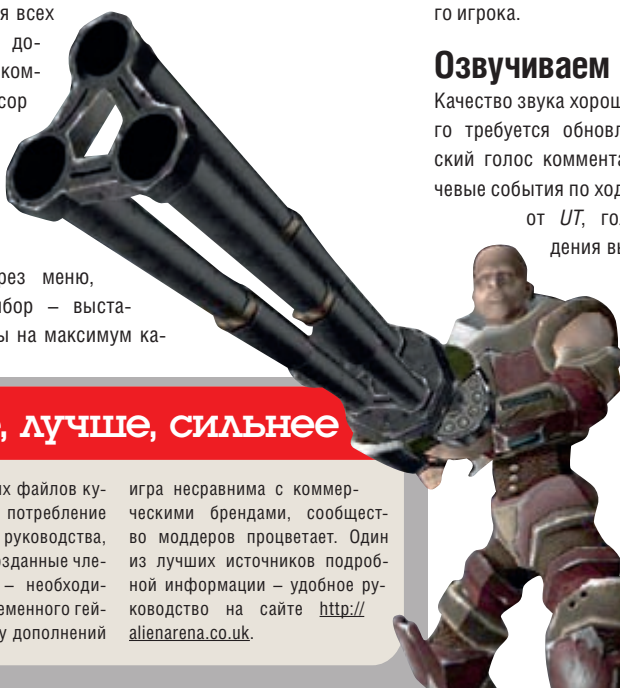 я всех
до-
ком-
сор
рез меню,
бор – выста-
ы на максимум ка-
го игрока.
Озвучиваем
Качество звука хорош
го требуется обновл
ский голос коммента
чевые события по ход
от UT, гол
дения вы
, лучше, сильнее
их файлов ку-
потребление
руководства,
озданные чле-
– необходи-
еменного гей-
у дополнений
игра несравнима с коммер-
ческими брендами, сообщест-
во моддеров процветает. Один
из лучших источников подроб-
ной информации – удобное ру-
ководство на сайте http://
alienarena.co.uk.